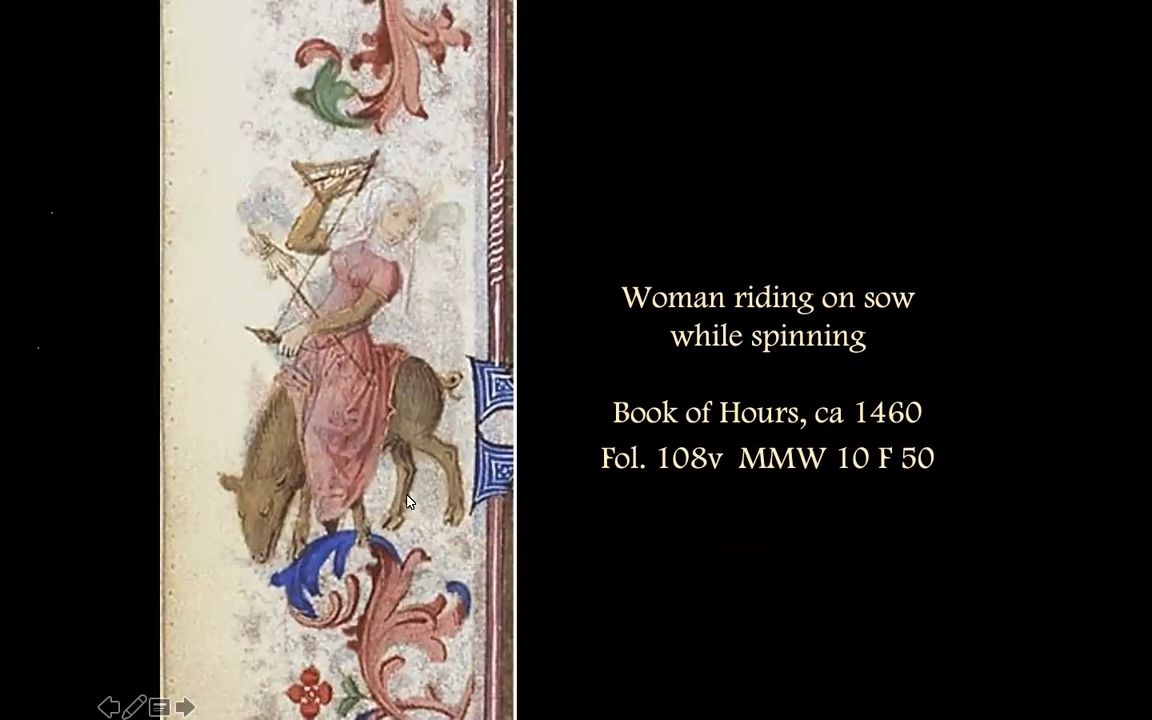 Woman riding on sow
while spinning
Book of Hours, ca 1460
Fol. 108v  MMW 10 F 50